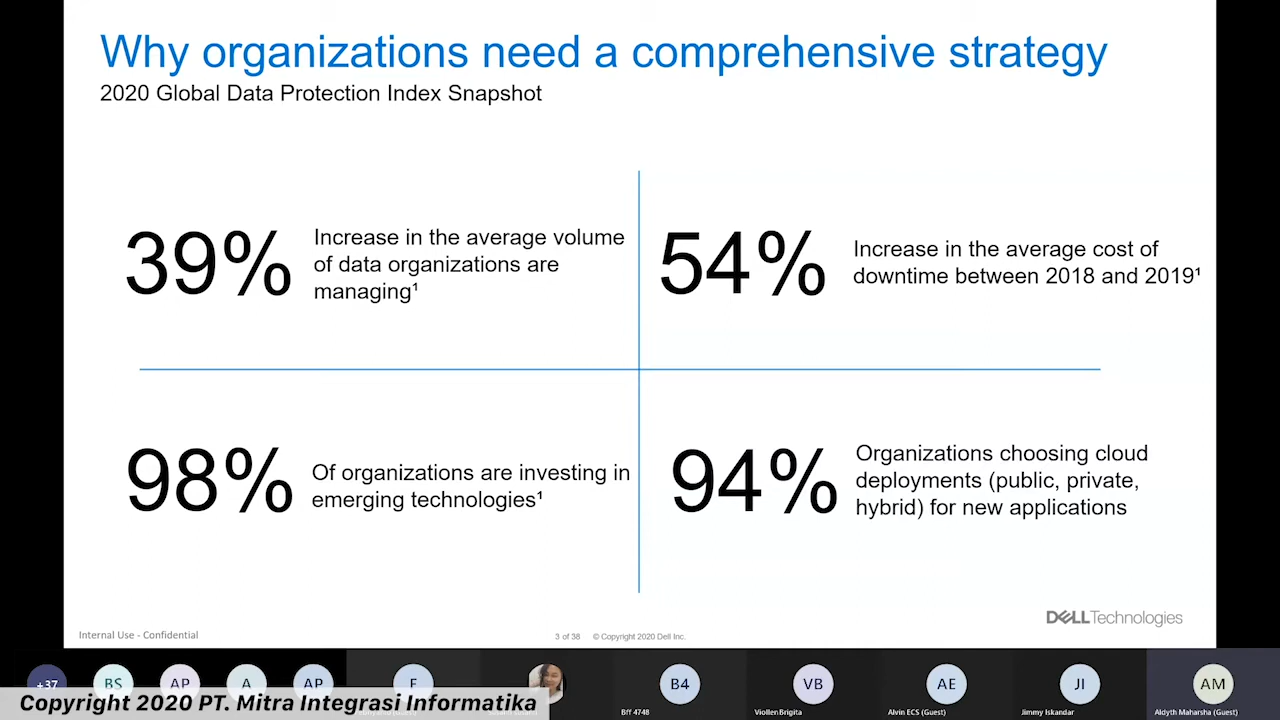 Why organizations need a comprehensive strategy
2020 Global Data Protection Index Snapshot
39%
Increase in the average volume
of data organizations are
managing¹
54%
Increase in the average cost of
downtime between 2018 and 2019¹
98%
Of organizations are investing in
emerging technologies¹
94%
Organizations choosing cloud
deployments (public, private,
hybrid) for new applications
DELLTechnologies
Internal Use - Confidential
3 of 38 © Copyright 2020 Dell Inc.
+37
BS
AP
A
AP
B4
VB
AE
JI
AM
Bff 4748
Viollen Brigita
Alvin ECS (Guest)
Jimmy Iskandar
Aldyth Maharsha (Guest)
Copyright 2020 PT. Mitra Integrasi Informatika